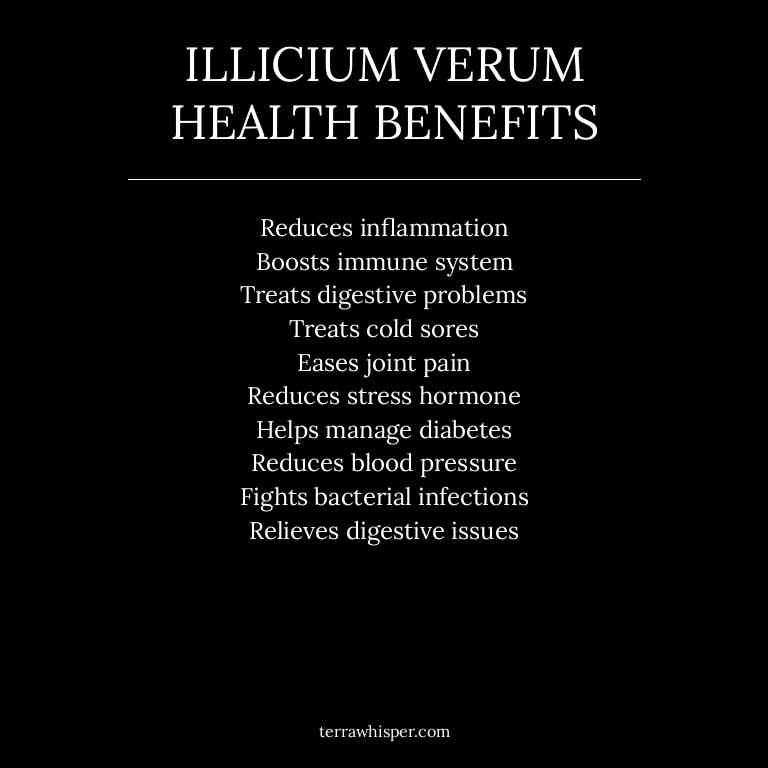 ILLICIUM VERUM
HEALTH BENEFITS
Reduces inflammation
Boosts immune system
Treats digestive problems
Treats cold sores
Eases joint pain
Reduces stress hormone
Helps manage diabetes
Reduces blood pressure
Fights bacterial infections
Relieves digestive issues
terrawhisper.com